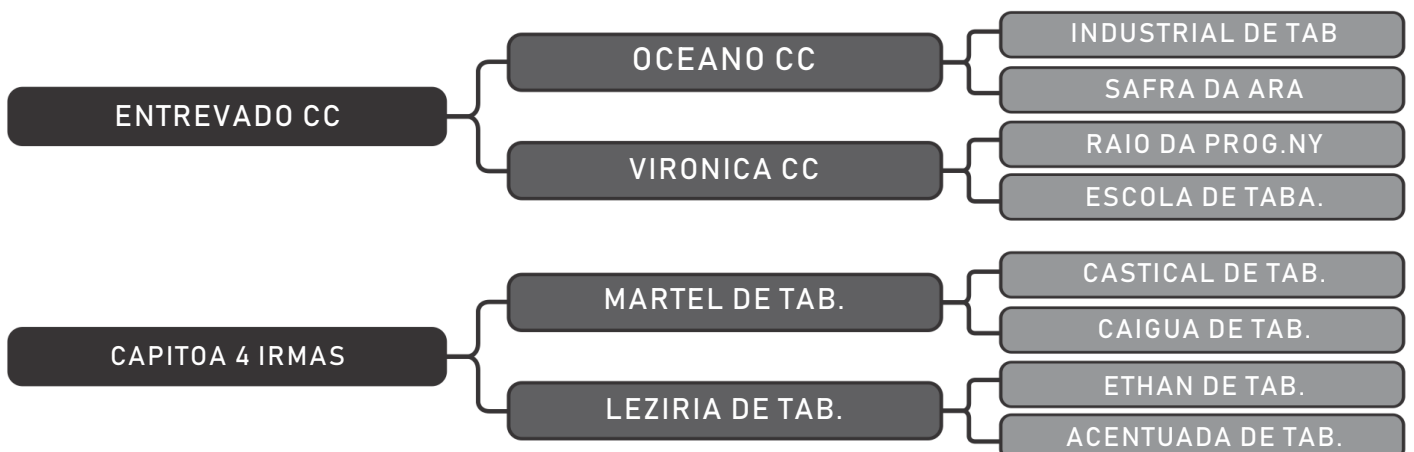 ENTREVADO CC
OCEANO CC
INDUSTRIAL DE TAB
SAFRA DA ARA
VIRONICA CC
RAIO DA PROG.NY
ESCOLA DE TABA.
CAPITOA 4 IRMAS
MARTEL DE TAB.
CASTICAL DE TAB.
CAIGUA DE TAB.
LEZIRIA DE TAB.
ETHAN DE TAB.
ACENTUADA DE TAB.